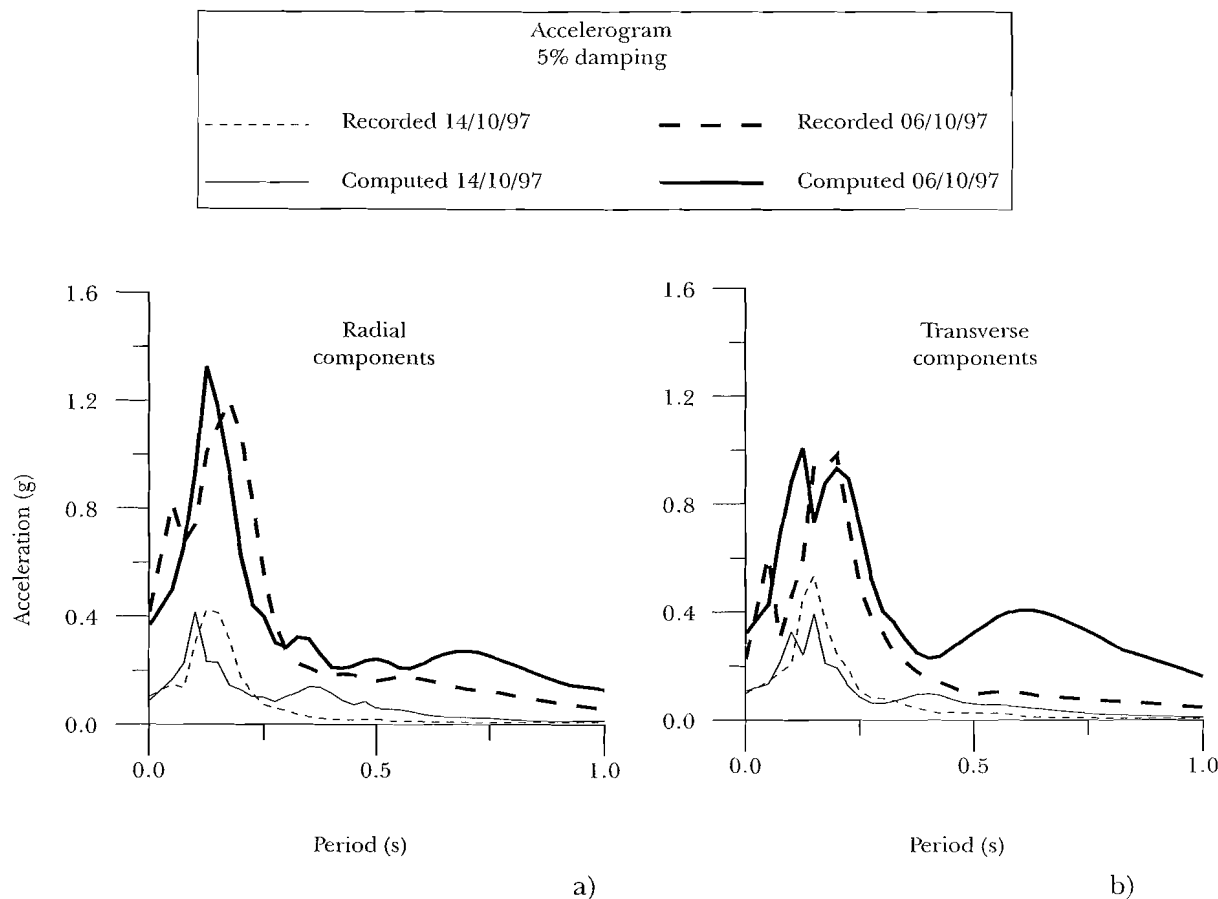 Accelerogram
5% damping
Recorded 14/10/97
Recorded 06/10/97
Computed 14/10/97
Computed 06/10/97
1.6
1.2
0.8
0.4
0.0
Acceleration (g)
Radial
components
0.0
0.5
1.0
Period (s)
a)
1.6
1.2
0.8
0.4
0.0
Transverse
components
0.0
0.5
1.0
Period (s)
b)